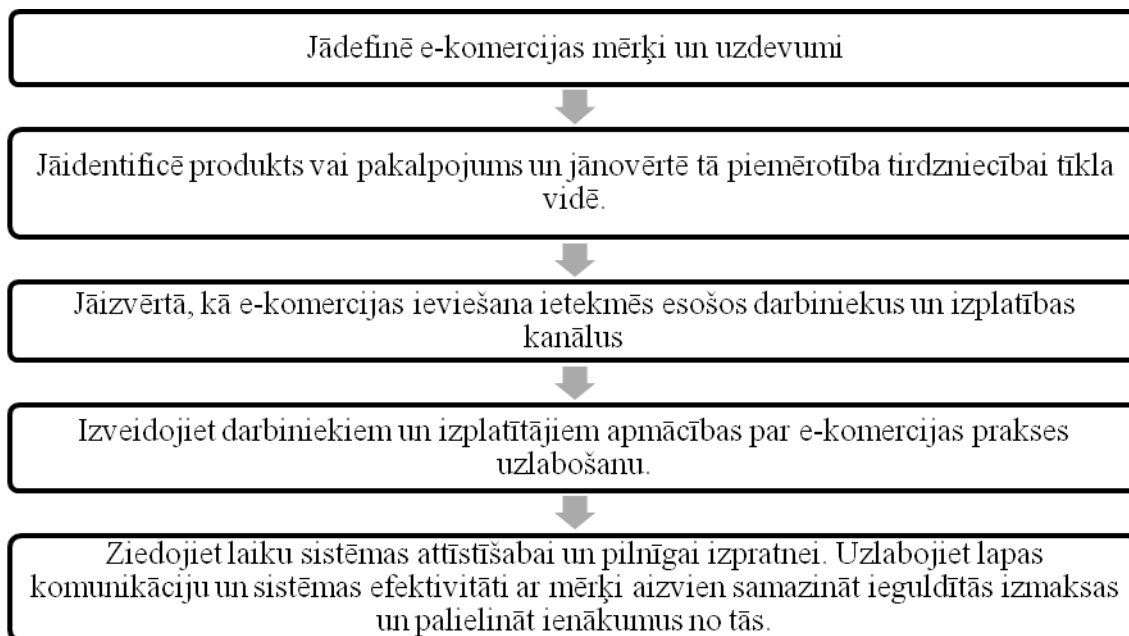 Jādefinē e-komercijas mērķi un uzdevumi
Jāidentificē produkts vai pakalpojums un jānovērtē tā piemērotība tirdzniecībai tīkla
vidē.
Jāizvērtā, kā e-komercijas ieviešana ietekmēs esošos darbiniekus un izplatības
kanālus
Izveidojiet darbiniekiem un izplatītājiem apmācības par e-komercijas prakses
uzlabošanu.
Ziedojiet laiku sistēmas attīstīšabai un pilnīgai izpratnei. Uzlabojiet lapas
komunikāciju un sistēmas efektivitāti ar mērķi aizvien samazināt ieguldītās izmaksas
un palielināt ienākumus no tās.